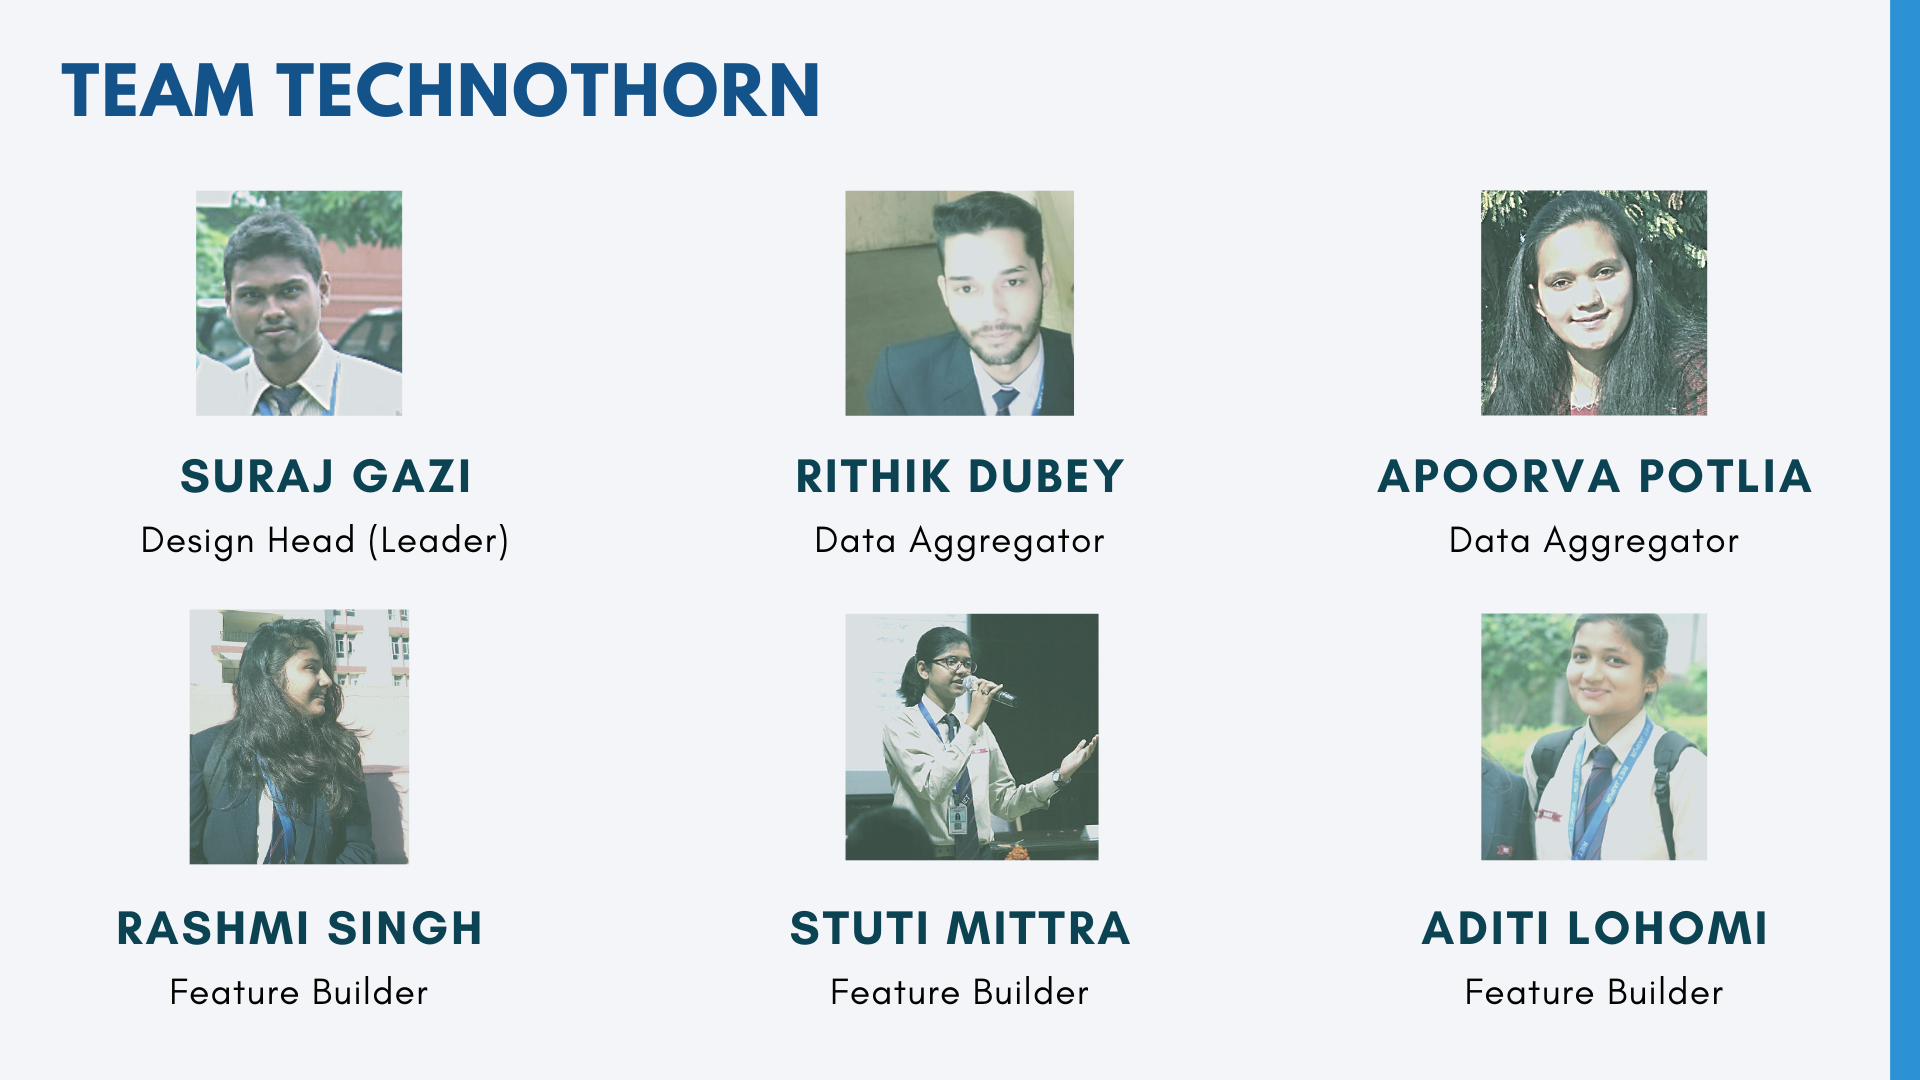 TEAM TECHNOTHORN
SURAJ GAZI
Design Head (Leader)
RITHIK DUBEY
Data Aggregator
APOORVA POTLIA
Data Aggregator
RASHMI SINGH
Feature Builder
STUTI MITTRA
Feature Builder
ADITI LOHOMI
Feature Builder